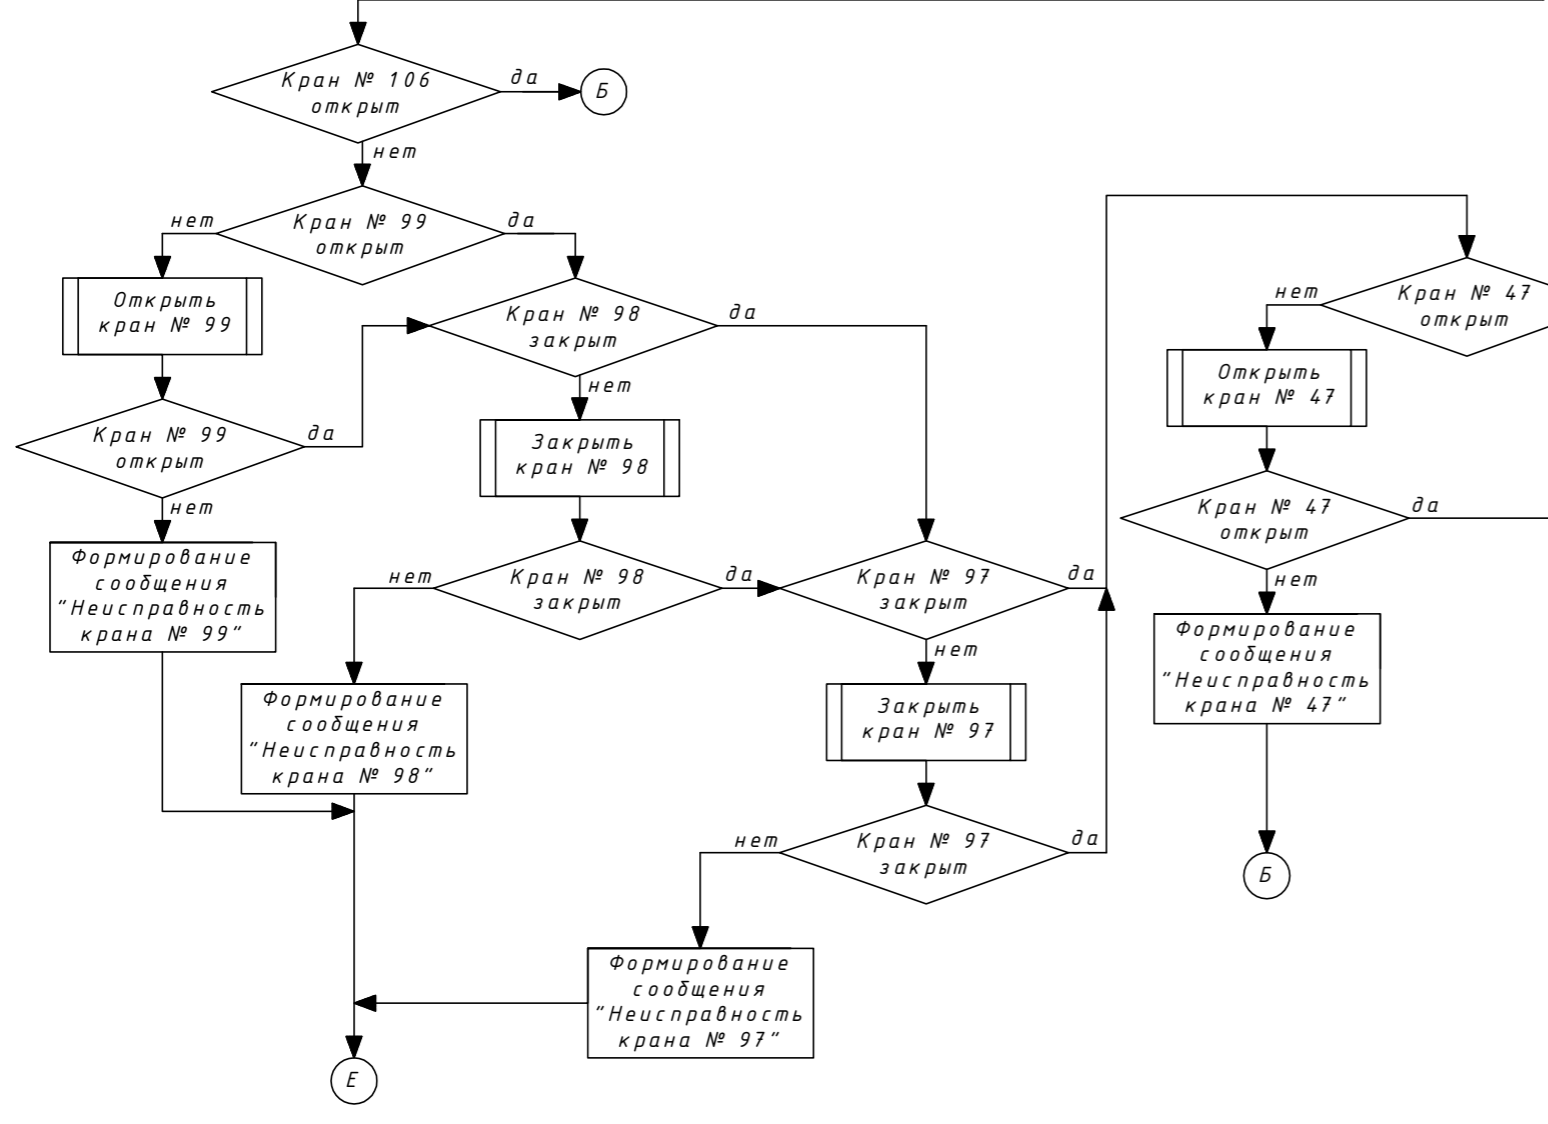 Кран № 106
открыт
да
Б
нет
Кран № 99
открыт
нет
да
Открыть
кран № 99
Кран № 98
закрыт
да
нет
Кран № 99
открыт
да
нет
Закрыть
кран № 98
Формирование
сообщения
"Неисправность
крана № 99"
Кран № 98
закрыт
нет
да
Кран № 97
закрыт
да
нет
Формирование
сообщения
"Неисправность
крана № 98"
Закрыть
кран № 97
Кран № 97
закрыт
нет
да
Формирование
сообщения
"Неисправность
крана № 97"
Е
Кран № 47
открыт
нет
Открыть
кран № 47
Кран № 47
открыт
да
нет
Формирование
сообщения
"Неисправность
крана № 47"
Б